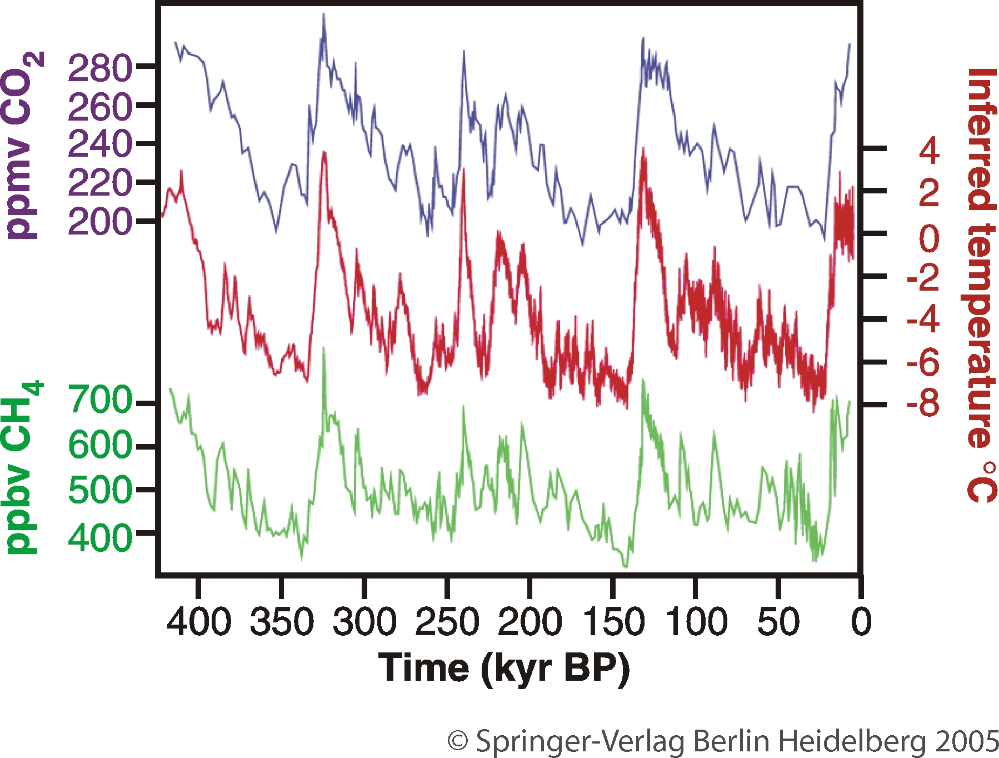 ppmv CO2
280
260
240
220
200
ppbv CH4
700
600
500
400
Inferred temperature °C
4
2
0
-2
-4
-6
-8
400 350 300 250 200 150 100 50 0
Time (kyr BP)
© Springer-Verlag Berlin Heidelberg 2005